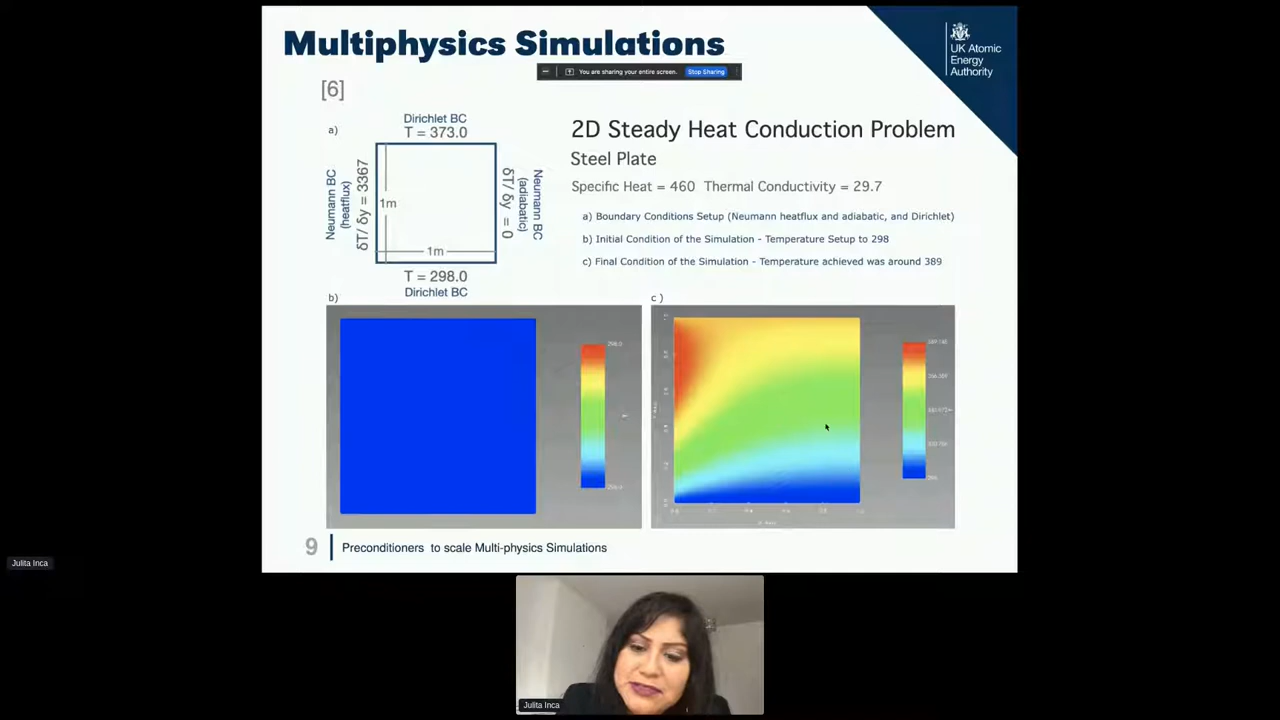 Multiphysics Simulations
UK Atomic
Energy
Authority
You are sharing your entire screen.
Stop Sharing
[6]
a)
Dirichlet BC
T = 373.0
Neumann BC
(heatflux)
δT/ δy = 3367
1m
1m
δT/ δy = 0
Neumann BC
(adiabatic)
T = 298.0
Dirichlet BC
2D Steady Heat Conduction Problem
Steel Plate
Specific Heat = 460 Thermal Conductivity = 29.7
a) Boundary Conditions Setup (Neumann heatflux and adiabatic, and Dirichlet)
b) Initial Condition of the Simulation - Temperature Setup to 298
c) Final Condition of the Simulation - Temperature achieved was around 389
b)
298.0
c )
9
Preconditioners to scale Multi-physics Simulations
Julita Inca
Julita Inca